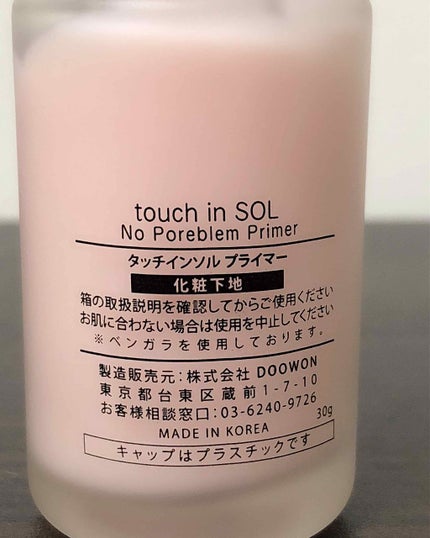 touch in SOL
No Poreblem Primer
タッチインソル プライマー
化粧下地
箱の取扱説明を確認してからご使用ください
お肌に合わない場合は使用を中止してください
※ベンガラを使用しております。
製造販売元:株式会社 DOOWON
東京都台東区蔵前1-7-10
お客様相談窓口:03-6240-9726
30g
MADE IN KOREA
キャップはプラスチックです